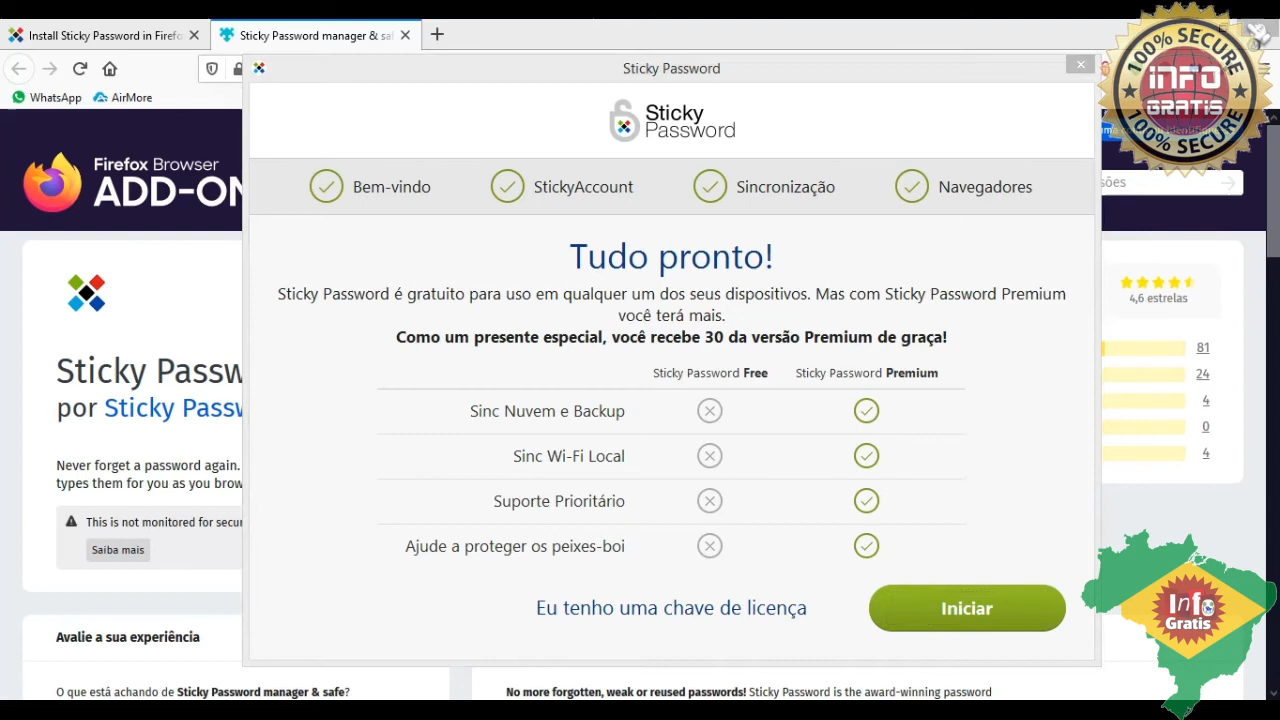 Install Sticky Password in Firefo
Sticky Password manager & saf
WhatsApp
AirMore
Sticky Password
Sticky
Password
100% SECURE
INFO
GRATIS
100% SECURE
Firefox Browser
ADD-ON
sões
Bem-vindo
StickyAccount
Sincronização
Navegadores
Tudo pronto!
Sticky Password é gratuito para uso em qualquer um dos seus dispositivos. Mas com Sticky Password Premium
você terá mais.
Como um presente especial, você recebe 30 da versão Premium de graça!
Sticky Password Free
Sticky Password Premium
Sinc Nuvem e Backup
Sinc Wi-Fi Local
Suporte Prioritário
Ajude a proteger os peixes-boi
Eu tenho uma chave de licença
Iniciar
Sticky Passw
por Sticky Passw
Never forget a password again.
types them for you as you brow
This is not monitored for secur
Saiba mais
4,6 estrelas
81
24
4
0
4
Info
Gratis
Avalie a sua experiência
O que está achando de Sticky Password manager & safe?
No more forgotten, weak or reused passwords! Sticky Password is the award-winning password